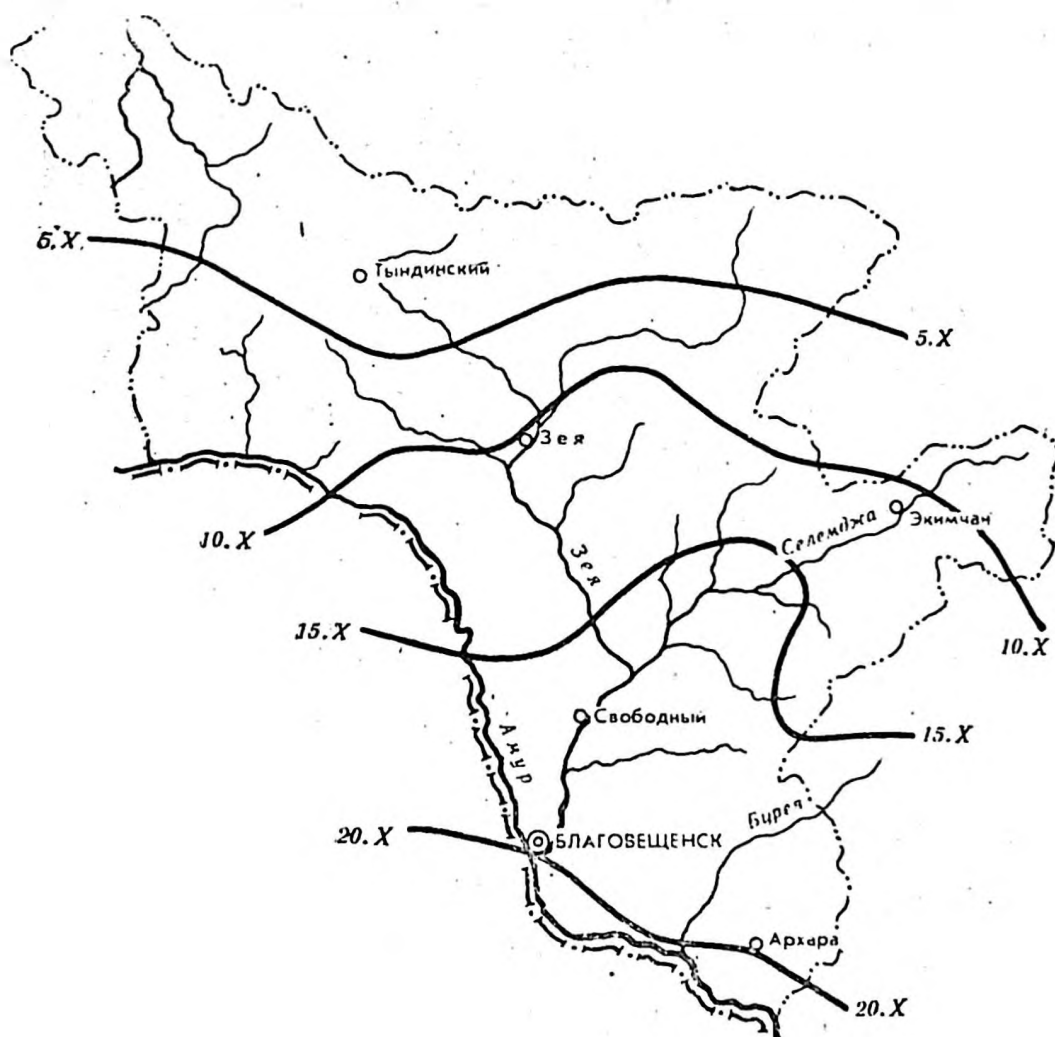 5.X
Тындинский
5.X
Зея
10.X
Экимчан
Селемджа
Зея
15.X
10.X
Свободный
15.X
Амур
Бурея
20.X
БЛАГОВЕЩЕНСК
Архара
20.X